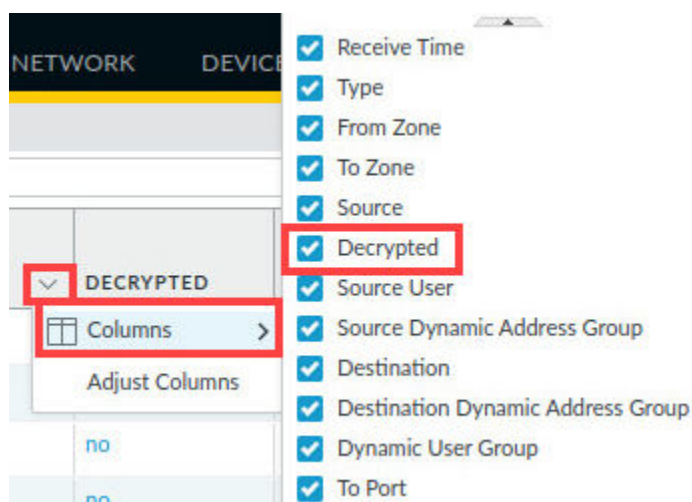 NETWORK DEVICE
DECRYPTED
Columns
Adjust Columns
no
no
Receive Time
Type
From Zone
To Zone
Source
Decrypted
Source User
Source Dynamic Address Group
Destination
Destination Dynamic Address Group
Dynamic User Group
To Port